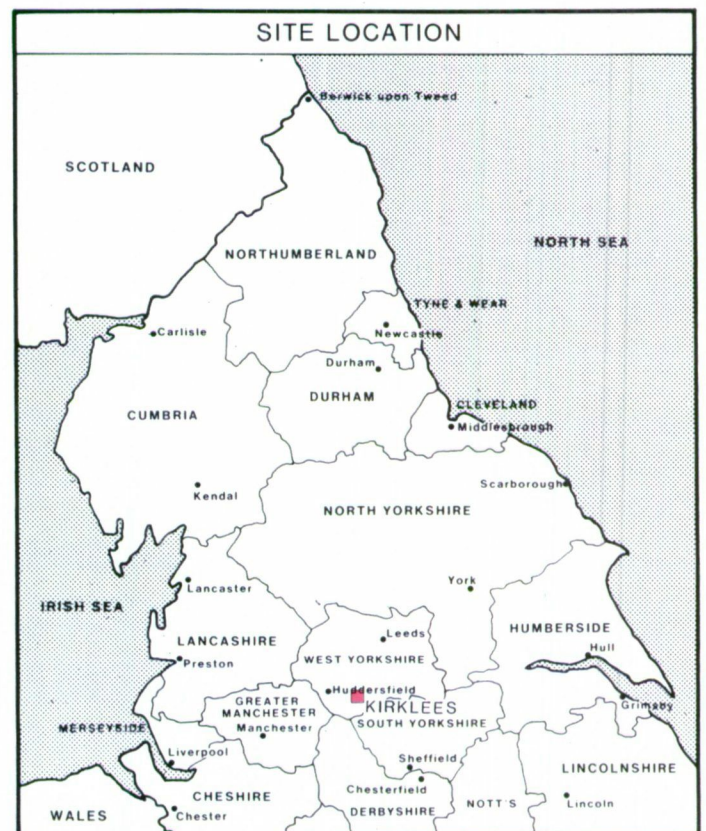 SITE LOCATION
Berwick upon Tweed
SCOTLAND
NORTH SEA
NORTHUMBERLAND
TYNE & WEAR
Carlisle
Newcastle
Durham
DURHAM
CLEVELAND
CUMBRIA
Middlesbrough
Scarborough
Kendal
NORTH YORKSHIRE
York
Lancaster
IRISH SEA
HUMBERSIDE
Leeds
LANCASHIRE
Hull
WEST YORKSHIRE
Preston
Huddersfield
GREATER
MANCHESTER
KIRKLEES
Grimsby
SOUTH YORKSHIRE
MERSEYSIDE
Manchester
Liverpool
Sheffield
LINCOLNSHIRE
Chesterfield
CHESHIRE
NOTT'S
Lincoln
DERBYSHIRE
WALES
Chester